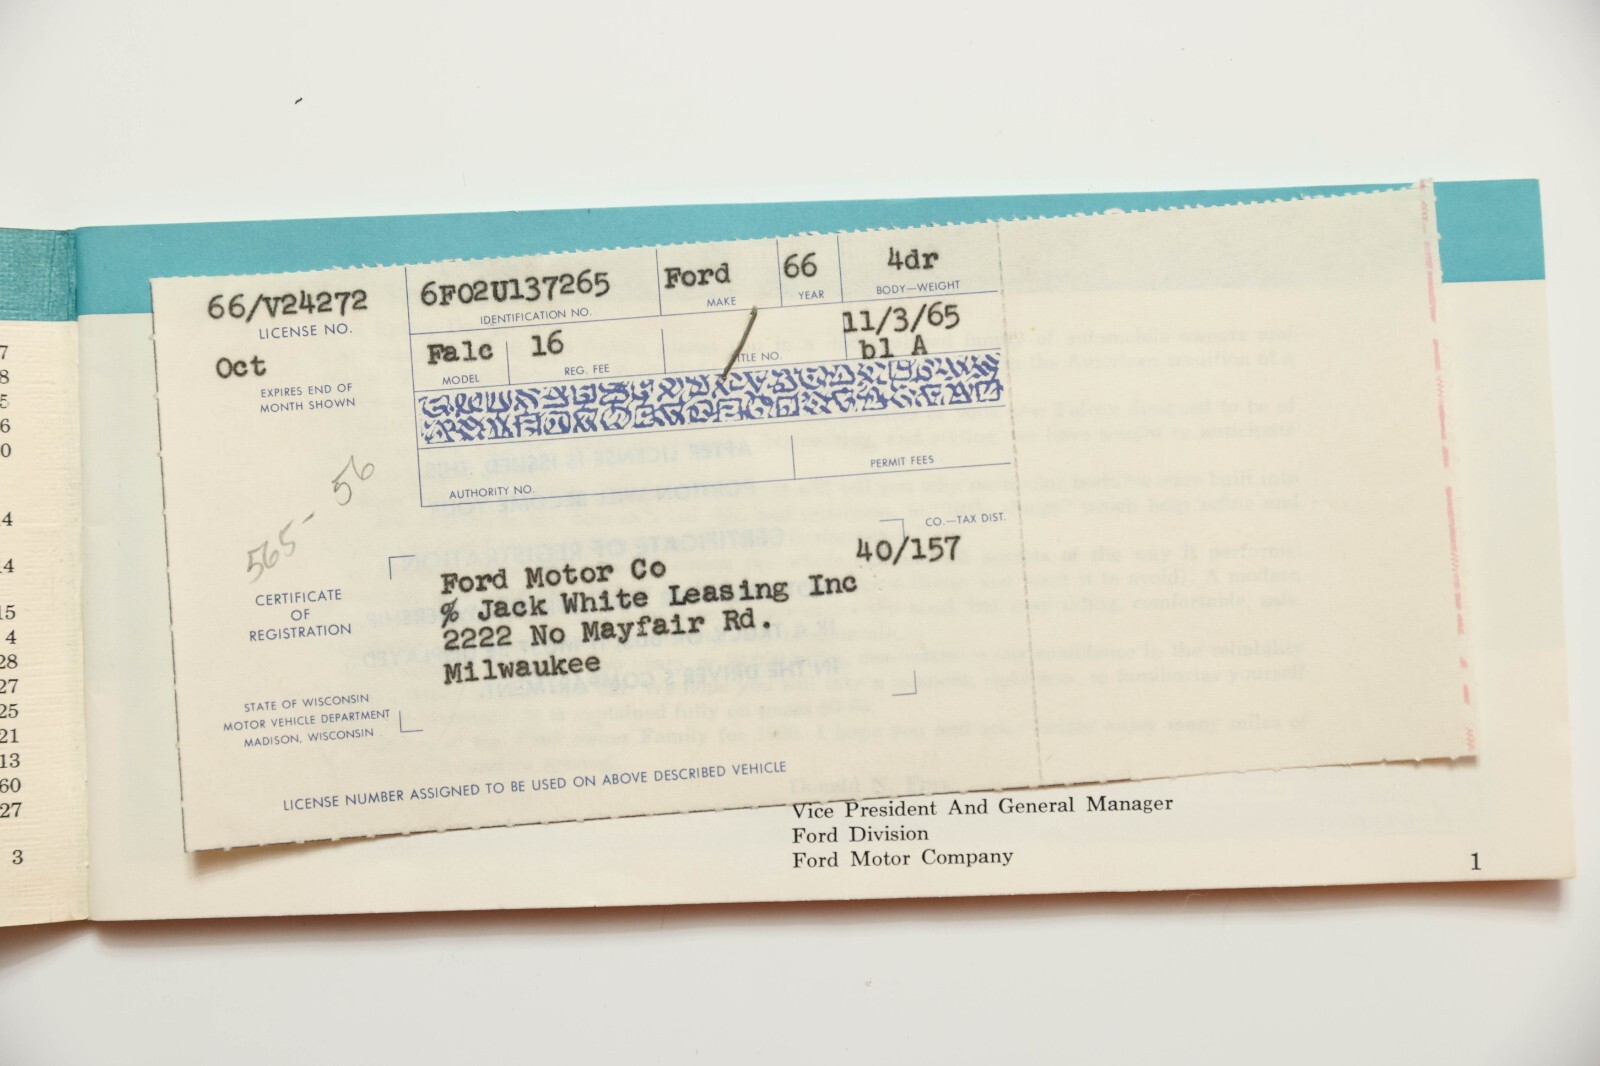 7
8
5
6
0
4
14
15
4
28
27
25
21
13
60
27
3
66/V24272
LICENSE NO.
Oct
EXPIRES END OF
MONTH SHOWN
6F02U137265
IDENTIFICATION NO.
Ford
MAKE
66
YEAR
4dr
BODY—WEIGHT
Falc
MODEL
16
REG. FEE
TITLE NO.
11/3/65
bl A
AUTHORITY NO.
PERMIT FEES
565-56
CO.—TAX DIST.
40/157
CERTIFICATE
OF
REGISTRATION
Ford Motor Co
% Jack White Leasing Inc
2222 No Mayfair Rd.
Milwaukee
STATE OF WISCONSIN
MOTOR VEHICLE DEPARTMENT
MADISON, WISCONSIN
LICENSE NUMBER ASSIGNED TO BE USED ON ABOVE DESCRIBED VEHICLE
Vice President And General Manager
Ford Division
Ford Motor Company
1